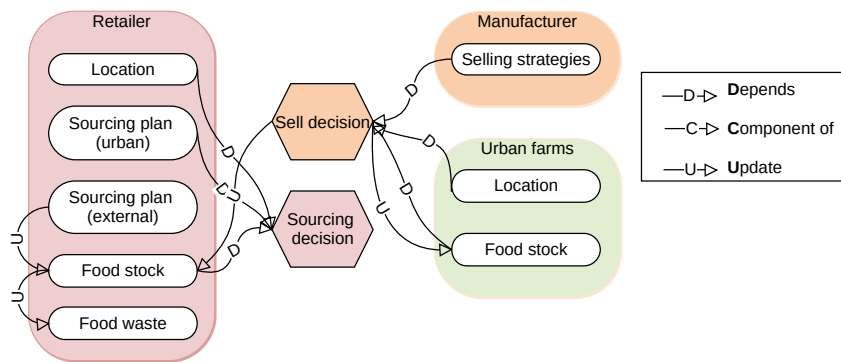 Retailer
Location
Sourcing plan
(urban)
Sourcing plan
(external)
Food stock
Food waste
Sell decision
Sourcing
decision
Manufacturer
Selling strategies
Urban farms
Location
Food stock
D
D
U
D
U
U
D
D
D
U
D Depends
C Component of
U Update